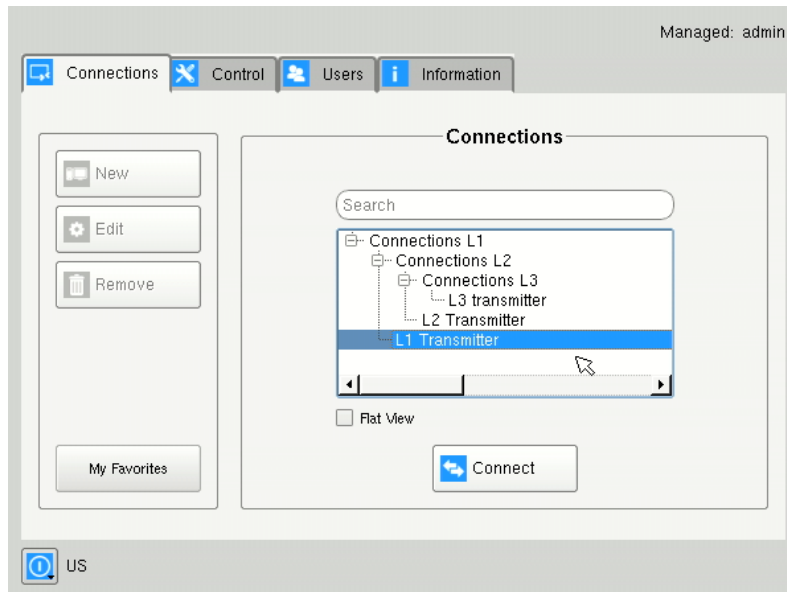 Managed: admin
Connections
Control
Users
i Information
Connections
New
Edit
Remove
My Favorites
Search
Connections L1
Connections L2
Connections L3
L3 transmitter
L2 Transmitter
L1 Transmitter
Flat View
Connect
US